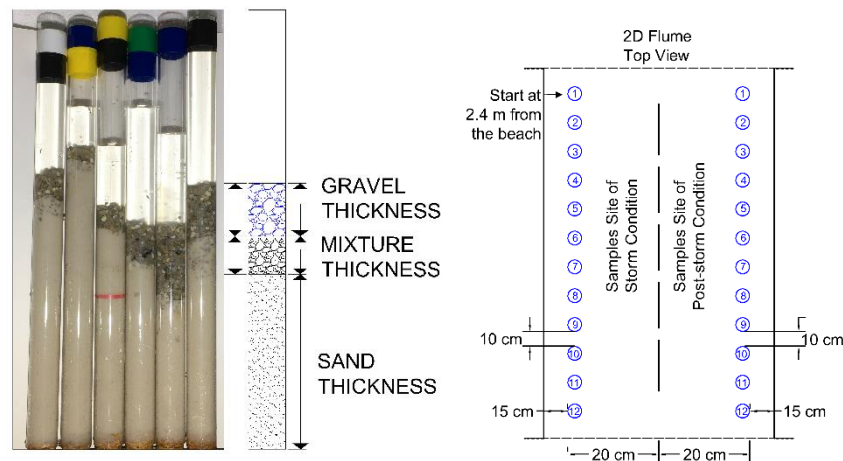 GRAVEL
THICKNESS
MIXTURE
THICKNESS
SAND
THICKNESS
2D Flume
Top View
Start at
2.4 m from
the beach
1
2
3
4
5
6
7
8
9
10
11
12
Samples Site of
Storm Condition
Samples Site of
Post-storm Condition
1
2
3
4
5
6
7
8
9
10
11
12
10 cm
10 cm
15 cm
15 cm
20 cm
20 cm